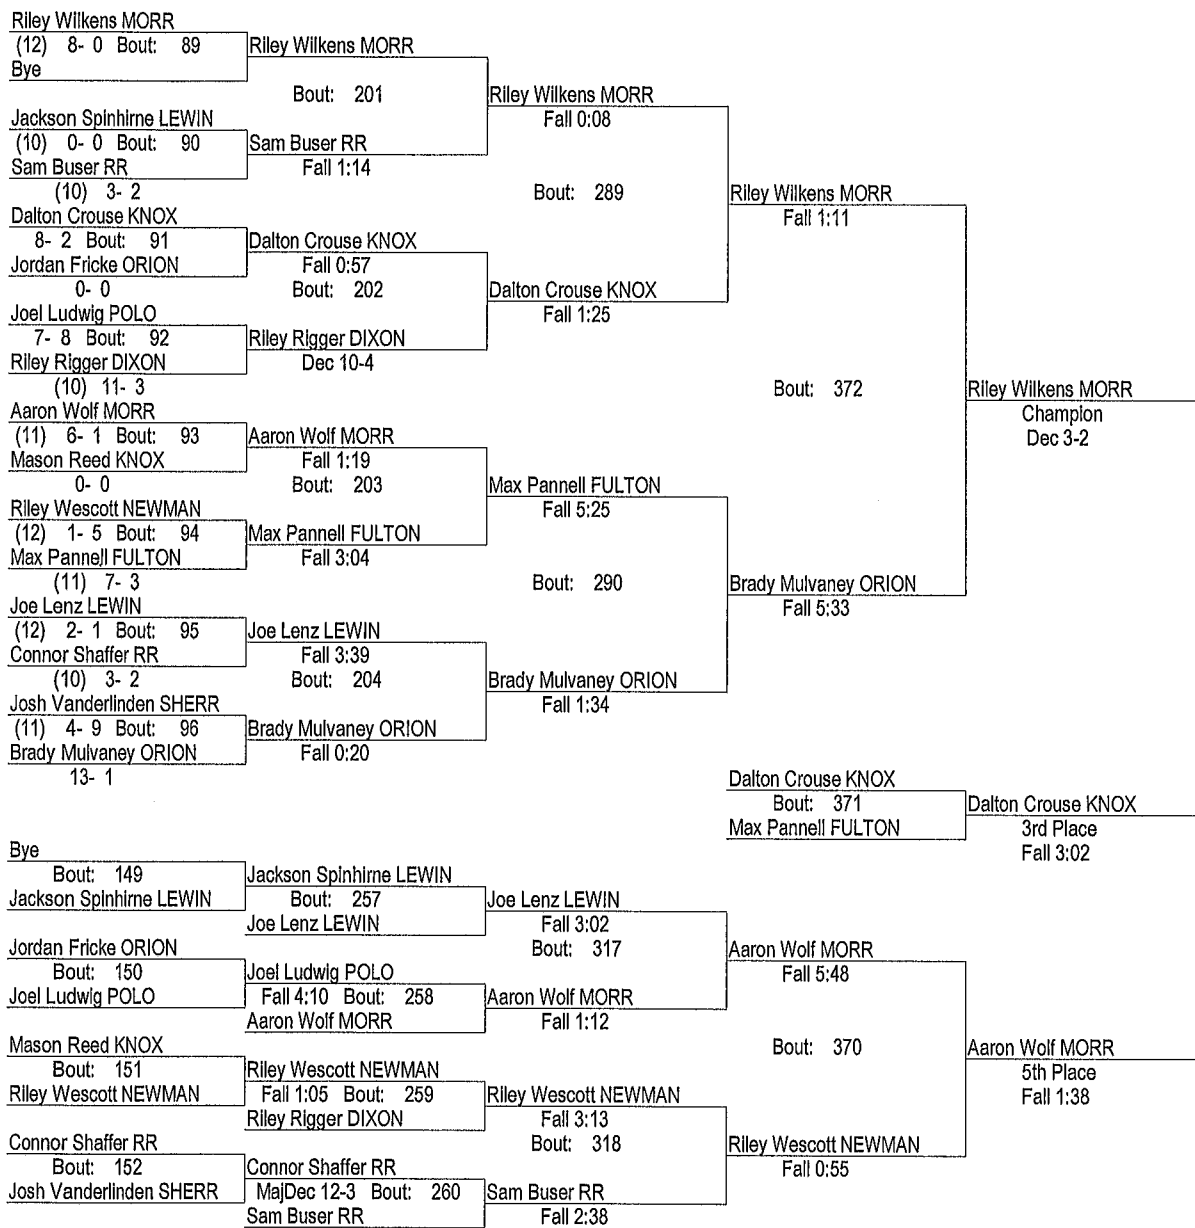 Riley Wilkens MORR
(12) 8- 0 Bout: 89
Bye
Riley Wilkens MORR
Bout: 201
Jackson Spinhirne LEWIN
(10) 0- 0 Bout: 90
Sam Buser RR
(10) 3- 2
Sam Buser RR
Fall 1:14
Riley Wilkens MORR
Fall 0:08
Bout: 289
Dalton Crouse KNOX
8- 2 Bout: 91
Jordan Fricke ORION
0- 0
Dalton Crouse KNOX
Fall 0:57
Bout: 202
Joel Ludwig POLO
7- 8 Bout: 92
Riley Rigger DIXON
(10) 11- 3
Riley Rigger DIXON
Dec 10-4
Dalton Crouse KNOX
Fall 1:25
Riley Wilkens MORR
Fall 1:11
Bout: 372
Riley Wilkens MORR
Champion
Dec 3-2
Aaron Wolf MORR
(11) 6- 1 Bout: 93
Mason Reed KNOX
0- 0
Aaron Wolf MORR
Fall 1:19
Bout: 203
Riley Wescott NEWMAN
(12) 1- 5 Bout: 94
Max Pannell FULTON
(11) 7- 3
Max Pannell FULTON
Fall 3:04
Max Pannell FULTON
Fall 5:25
Bout: 290
Joe Lenz LEWIN
(12) 2- 1 Bout: 95
Connor Shaffer RR
(10) 3- 2
Joe Lenz LEWIN
Fall 3:39
Bout: 204
Josh Vanderlinden SHERR
(11) 4- 9 Bout: 96
Brady Mulvaney ORION
13- 1
Brady Mulvaney ORION
Fall 0:20
Brady Mulvaney ORION
Fall 1:34
Brady Mulvaney ORION
Fall 5:33
Dalton Crouse KNOX
Bout: 371
Max Pannell FULTON
Dalton Crouse KNOX
3rd Place
Fall 3:02
Bye
Bout: 149
Jackson Spinhirne LEWIN
Jackson Spinhirne LEWIN
Bout: 257
Joe Lenz LEWIN
Joe Lenz LEWIN
Fall 3:02
Bout: 317
Jordan Fricke ORION
Bout: 150
Joel Ludwig POLO
Joel Ludwig POLO
Fall 4:10 Bout: 258
Aaron Wolf MORR
Aaron Wolf MORR
Fall 1:12
Aaron Wolf MORR
Fall 5:48
Bout: 370
Aaron Wolf MORR
5th Place
Fall 1:38
Mason Reed KNOX
Bout: 151
Riley Wescott NEWMAN
Riley Wescott NEWMAN
Fall 1:05 Bout: 259
Riley Rigger DIXON
Riley Wescott NEWMAN
Fall 3:13
Bout: 318
Connor Shaffer RR
Bout: 152
Josh Vanderlinden SHERR
Connor Shaffer RR
MajDec 12-3 Bout: 260
Sam Buser RR
Sam Buser RR
Fall 2:38
Riley Wescott NEWMAN
Fall 0:55